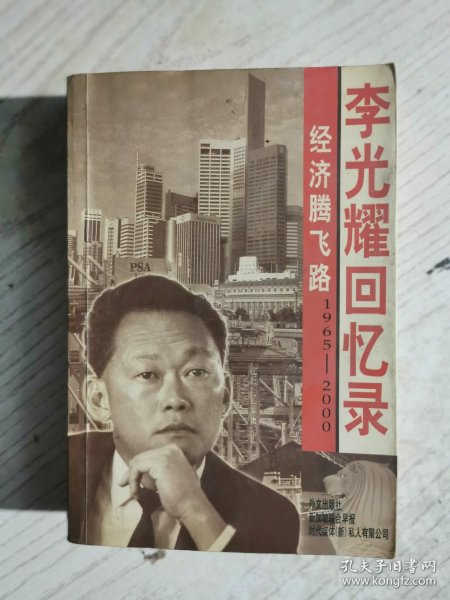 李光耀回忆录
经济腾飞路
1965—2000
PSA
外文出版社
新加坡联合早报
时代媒体(新)私人有限公司
孔夫子旧书网
www.kongfz.com